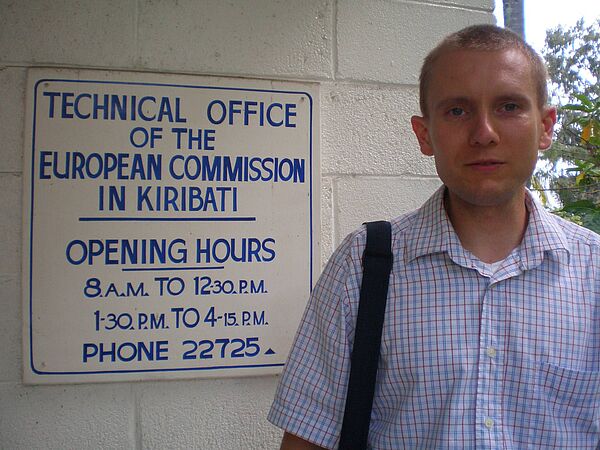 TECHNICAL OFFICE
OF THE
EUROPEAN COMMISSION
IN KIRIBATI
OPENING HOURS
8.A.M. TO 12-30.P.M.
1-30.P.M. TO 4-15.P.M.
PHONE 22725